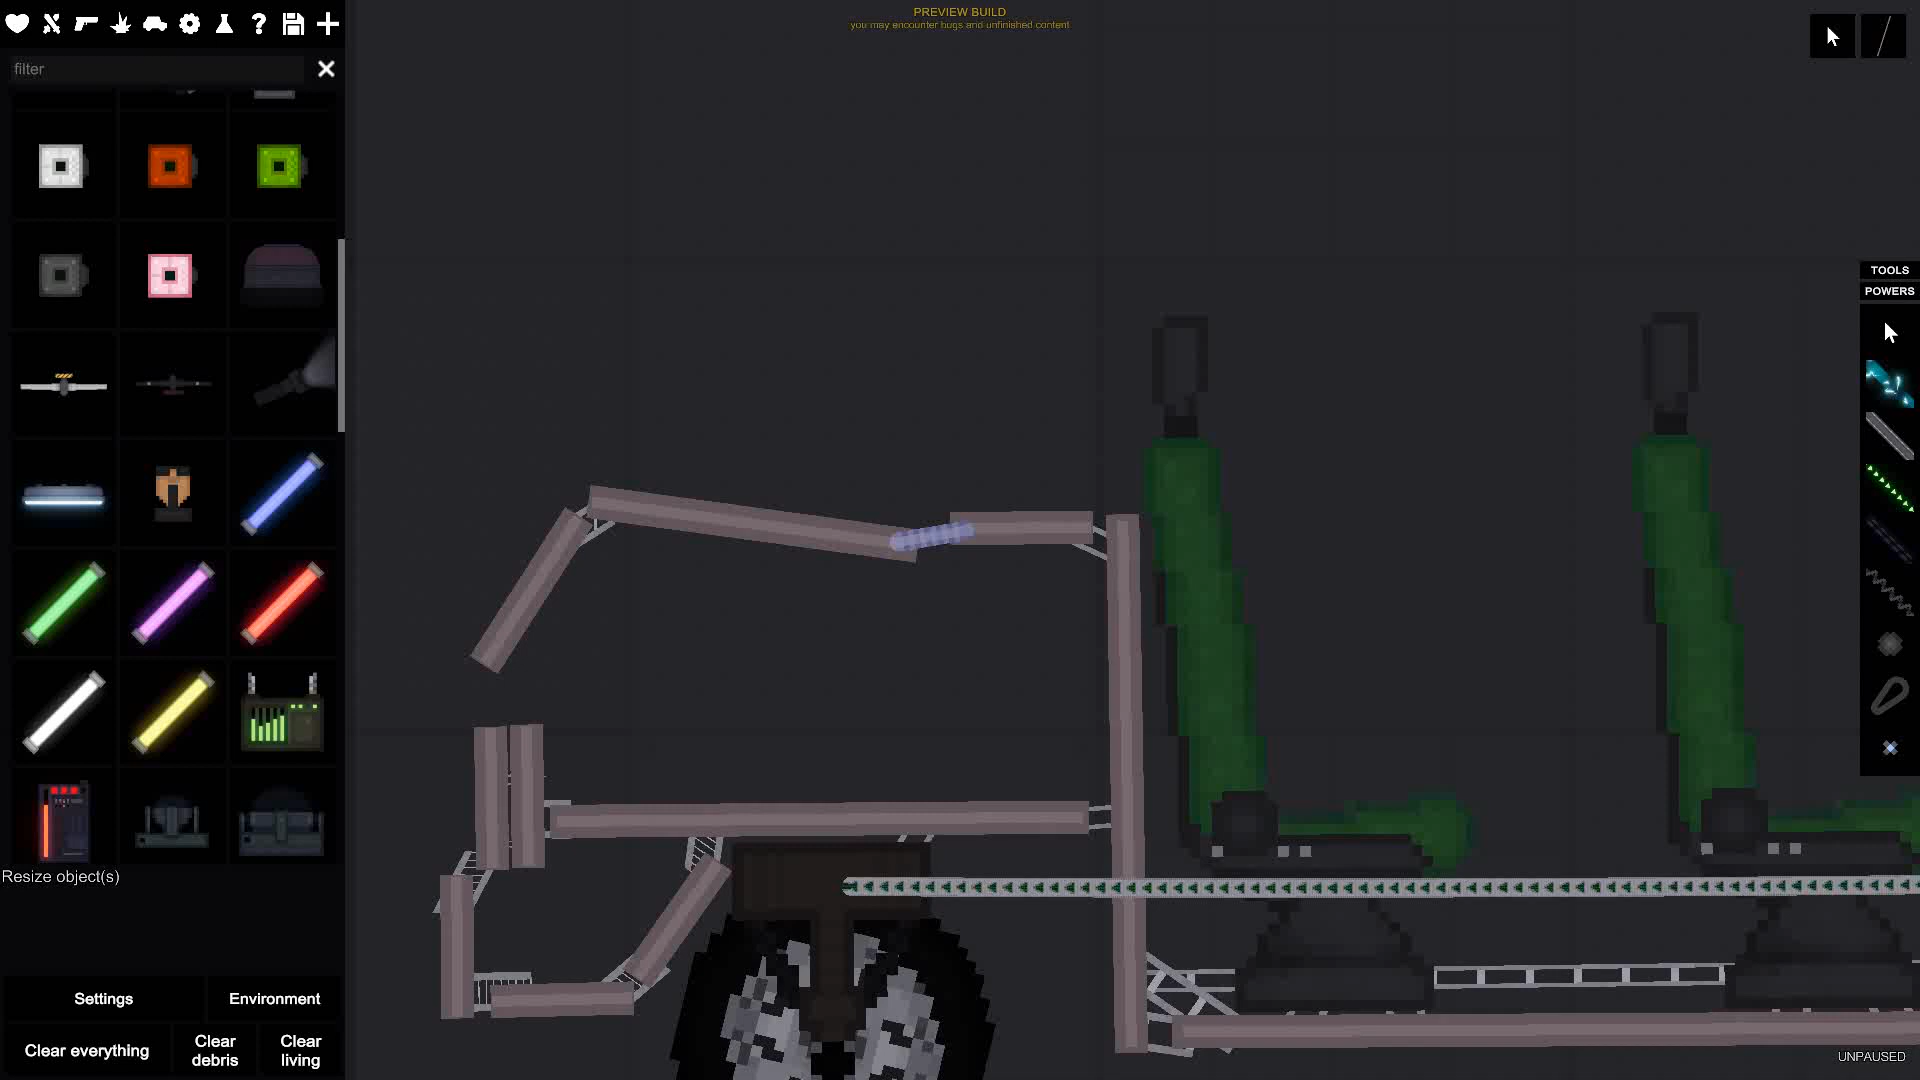 PREVIEW BUILD
you may encounter bugs and unfinished content
filter
TOOLS
POWERS
Resize object(s)
Settings
Environment
Clear everything
Clear debris
Clear living
UNPAUSED